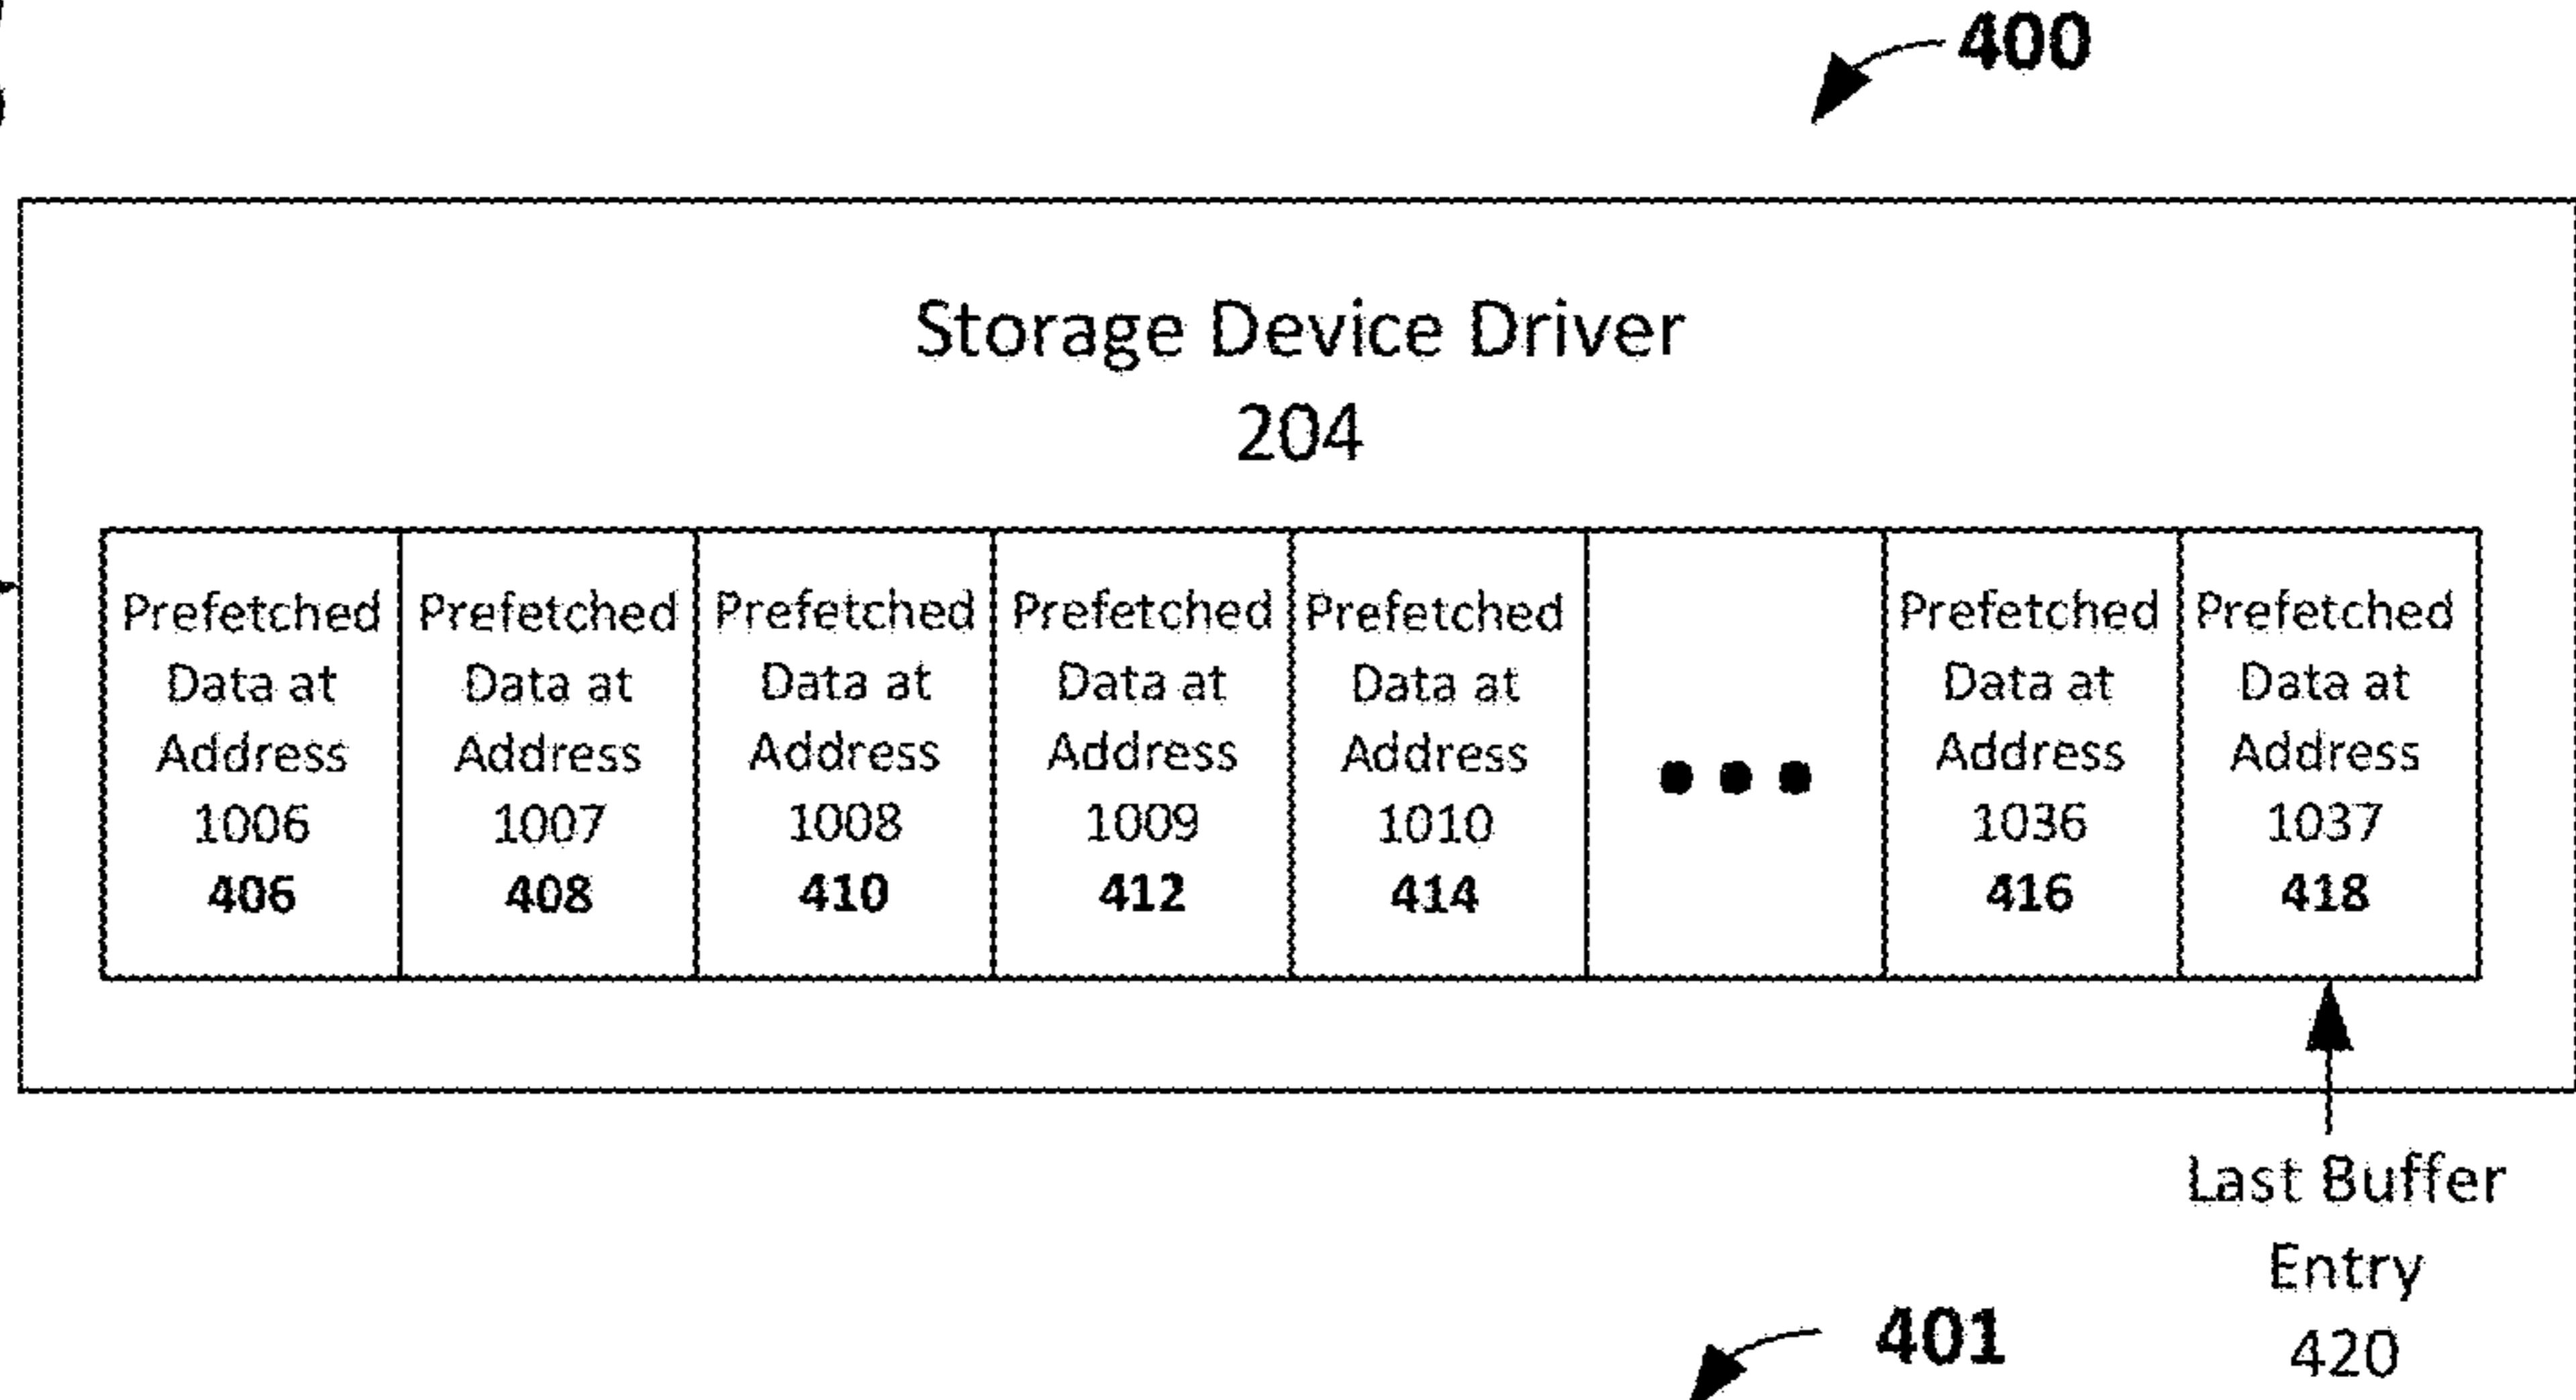 400
Storage Device Driver
204
Prefetched
Data at
Address
1006
406
Prefetched
Data at
Address
1007
408
Prefetched
Data at
Address
1008
410
Prefetched
Data at
Address
1009
412
Prefetched
Data at
Address
1010
414
•••
Prefetched
Data at
Address
1036
416
Prefetched
Data at
Address
1037
418
Last Buffer
Entry
420
401